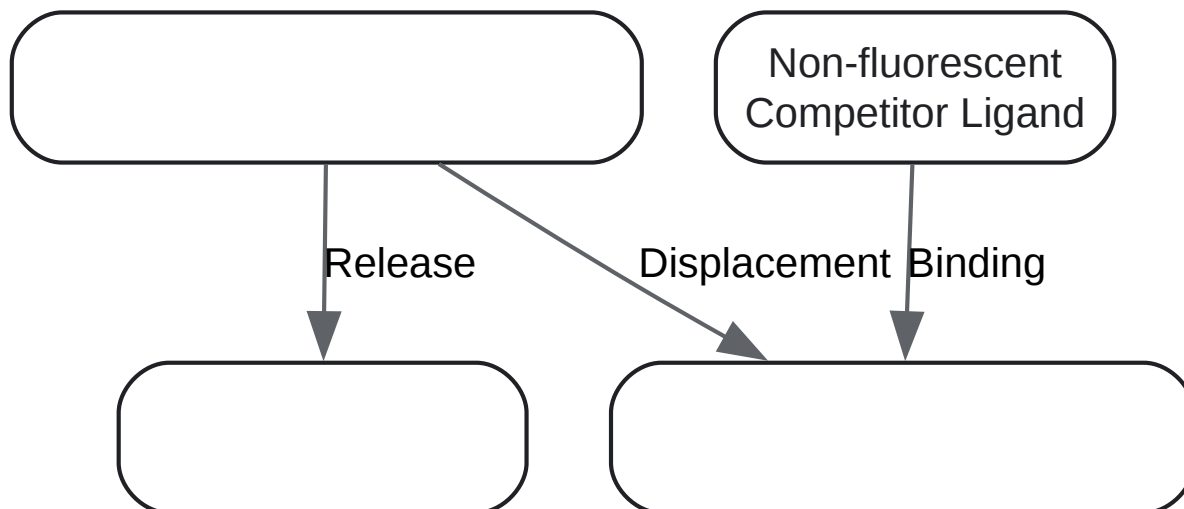 Non-fluorescent
Competitor Ligand
Release
Displacement
Binding